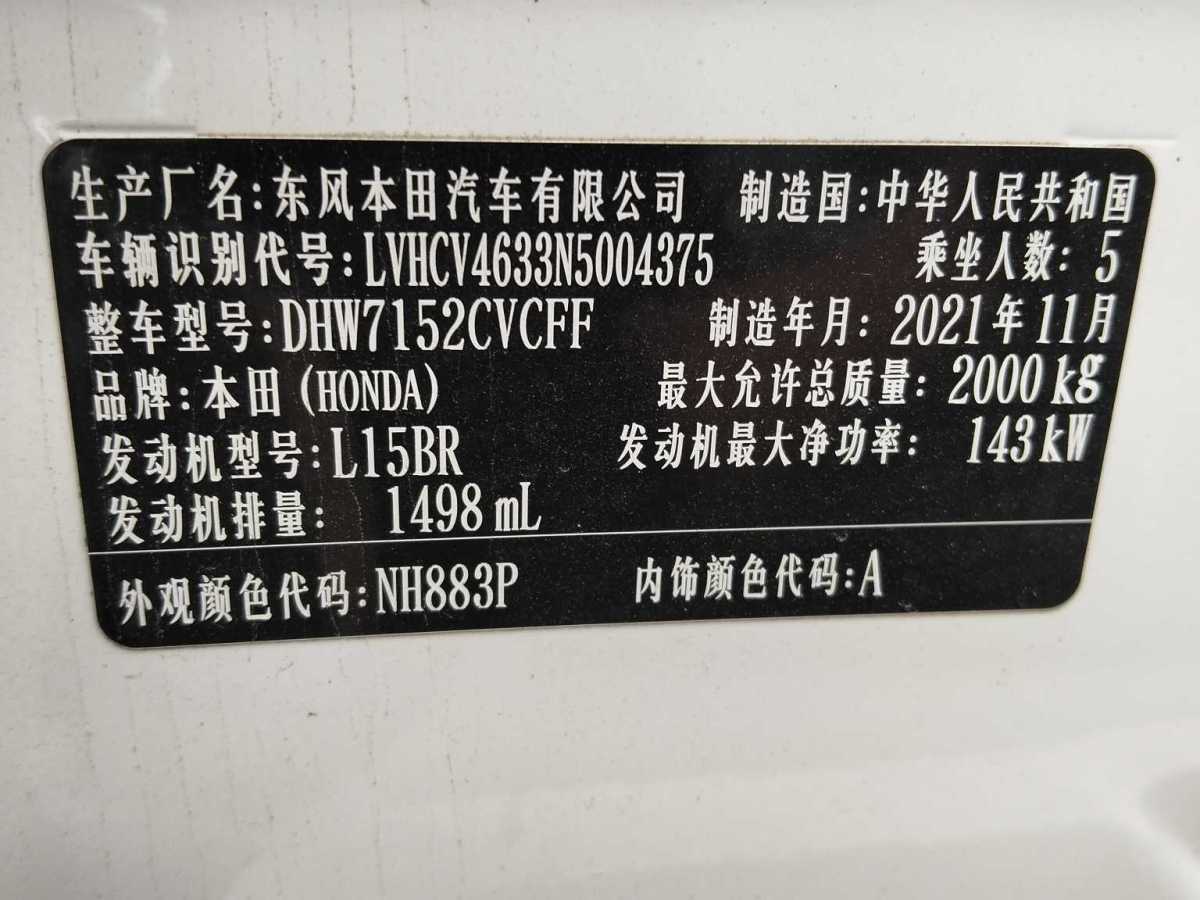 生产厂名:东风本田汽车有限公司 制造国:中华人民共和国
车辆识别代号:LVHCV4633N5004375 乘坐人数: 5
整车型号:DHW7152CVCFF 制造年月: 2021年11月
品牌:本田(HONDA) 最大允许总质量: 2000kg
发动机型号:L15BR 发动机最大净功率: 143kW
发动机排量: 1498mL
外观颜色代码:NH883P 内饰颜色代码:A